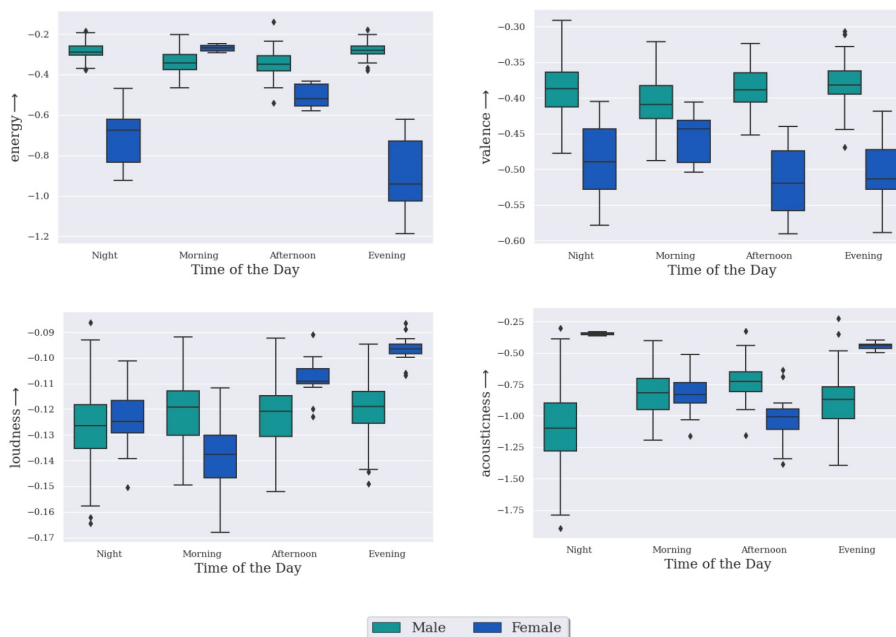 energy ⟶
−0.2
−0.4
−0.6
−0.8
−1.0
−1.2
Night Morning Afternoon Evening
Time of the Day
valence ⟶
−0.30
−0.35
−0.40
−0.45
−0.50
−0.55
−0.60
Night Morning Afternoon Evening
Time of the Day
loudness ⟶
−0.09
−0.10
−0.11
−0.12
−0.13
−0.14
−0.15
−0.16
−0.17
Night Morning Afternoon Evening
Time of the Day
acousticness ⟶
−0.25
−0.50
−0.75
−1.00
−1.25
−1.50
−1.75
Night Morning Afternoon Evening
Time of the Day
Male Female